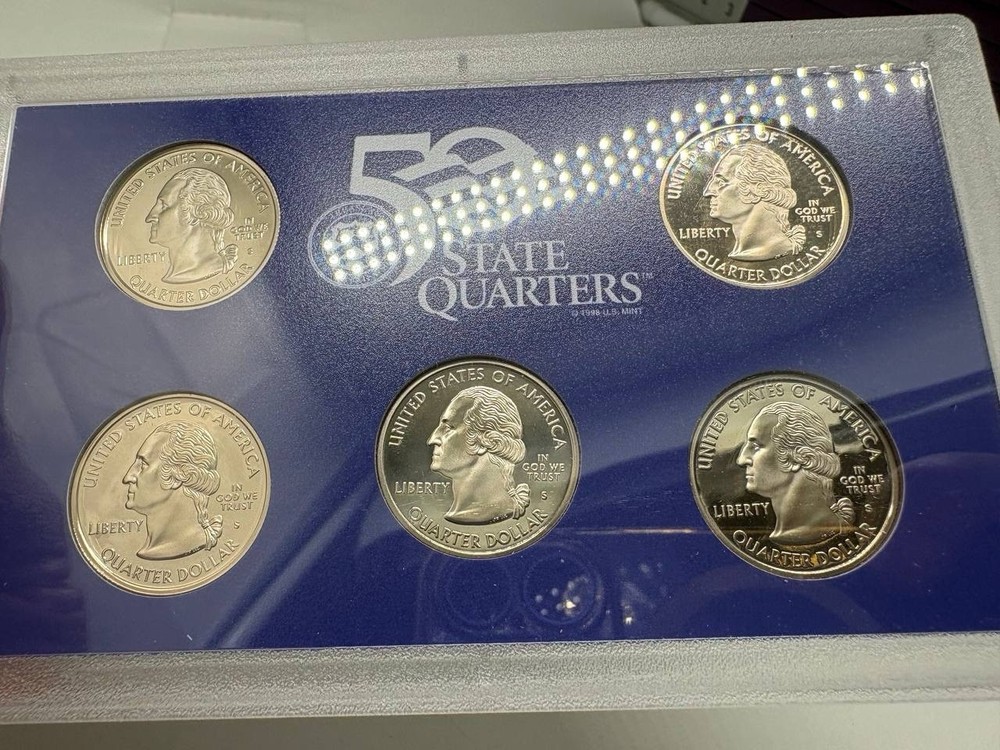 UNITED STATES OF AMERICA
LIBERTY
IN
GOD WE
TRUST
S
QUARTER DOLLAR
50
STATE
QUARTERS™
© 1998 U.S. MINT
UNITED STATES OF AMERICA
LIBERTY
IN
GOD WE
TRUST
S
QUARTER DOLLAR
UNITED STATES OF AMERICA
LIBERTY
IN
GOD WE
TRUST
S
QUARTER DOLLAR
UNITED STATES OF AMERICA
LIBERTY
IN
GOD WE
TRUST
S
QUARTER DOLLAR
UNITED STATES OF AMERICA
LIBERTY
IN
GOD WE
TRUST
S
QUARTER DOLLAR